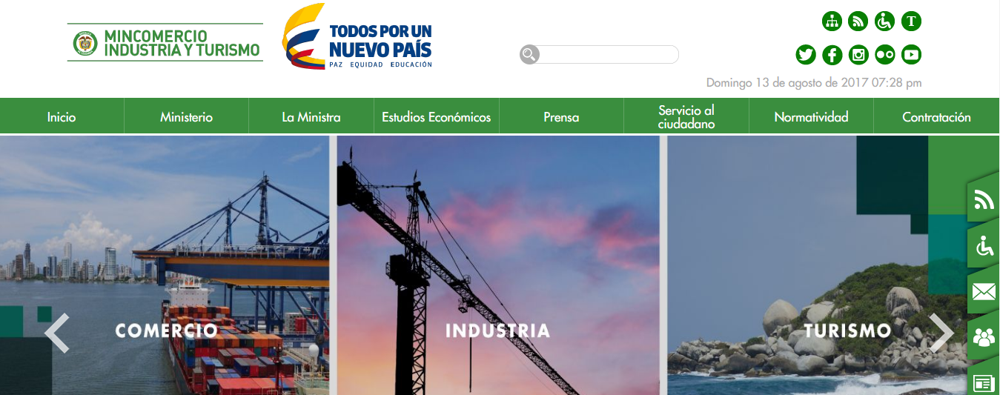 MINCOMERCIO
INDUSTRIA Y TURISMO
TODOS POR UN
NUEVO PAÍS
PAZ EQUIDAD EDUCACIÓN
T
Domingo 13 de agosto de 2017 07:28 pm
Inicio
Ministerio
La Ministra
Estudios Económicos
Prensa
Servicio al
ciudadano
Normatividad
Contratación
COMERCIO
INDUSTRIA
TURISMO